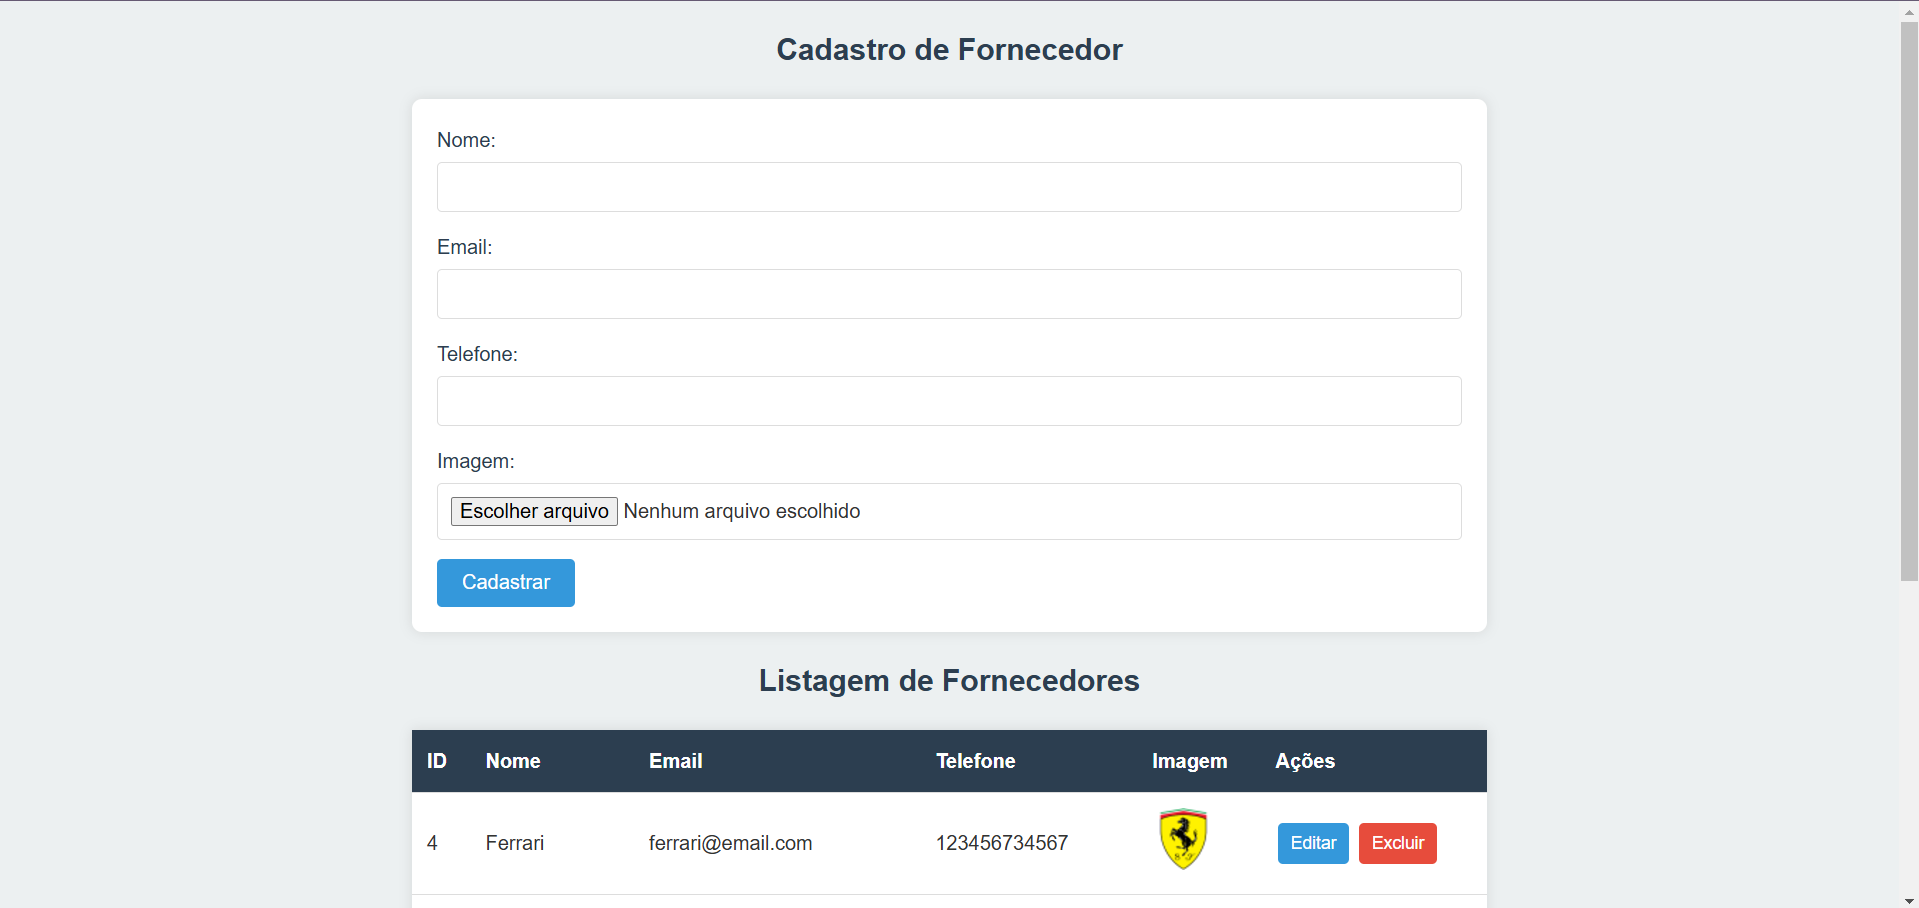 Cadastro de Fornecedor
Nome:
Email:
Telefone:
Imagem:
Escolher arquivo Nenhum arquivo escolhido
Cadastrar
Listagem de Fornecedores
ID Nome Email Telefone Imagem Ações
4 Ferrari ferrari@email.com 123456734567 S F Editar Excluir